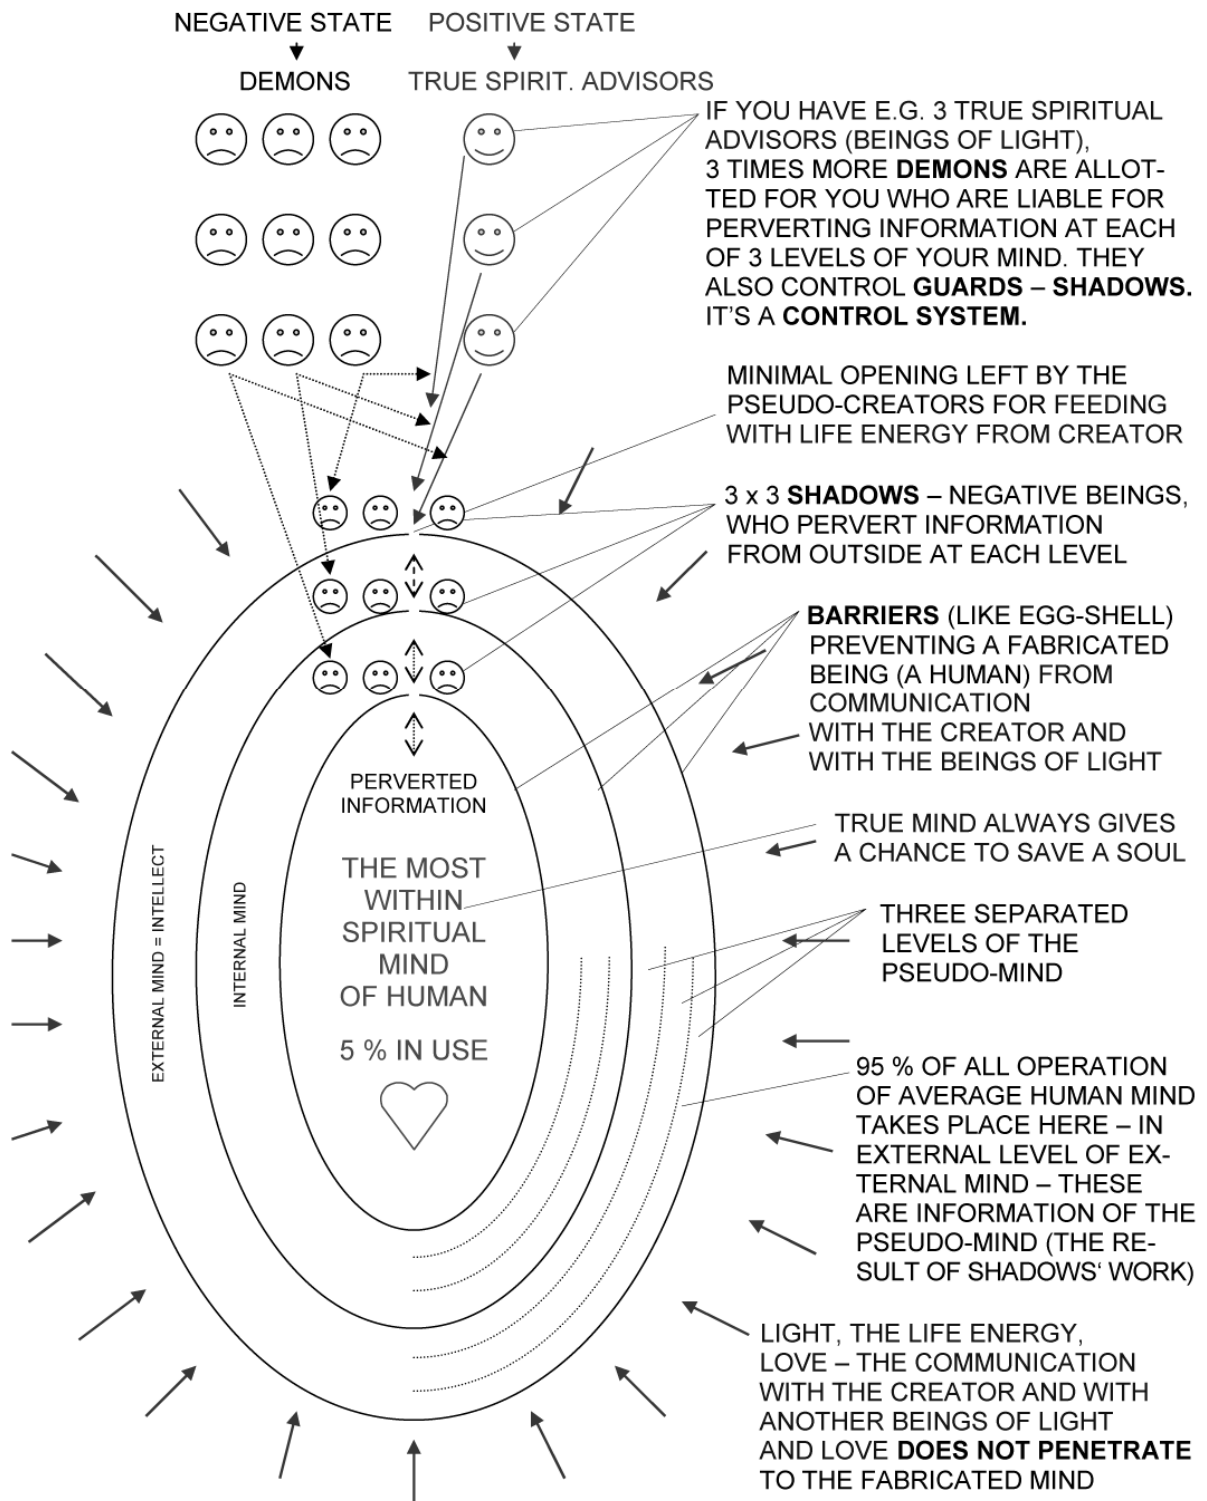 NEGATIVE STATE
POSITIVE STATE
DEMONS
TRUE SPIRIT. ADVISORS
IF YOU HAVE E.G. 3 TRUE SPIRITUAL
ADVISORS (BEINGS OF LIGHT),
3 TIMES MORE DEMONS ARE ALLOT-
TED FOR YOU WHO ARE LIABLE FOR
PERVERTING INFORMATION AT EACH
OF 3 LEVELS OF YOUR MIND. THEY
ALSO CONTROL GUARDS – SHADOWS.
IT'S A CONTROL SYSTEM.
MINIMAL OPENING LEFT BY THE
PSEUDO-CREATORS FOR FEEDING
WITH LIFE ENERGY FROM CREATOR
3 x 3 SHADOWS – NEGATIVE BEINGS,
WHO PERVERT INFORMATION
FROM OUTSIDE AT EACH LEVEL
BARRIERS (LIKE EGG-SHELL)
PREVENTING A FABRICATED
BEING (A HUMAN) FROM
COMMUNICATION
WITH THE CREATOR AND
WITH THE BEINGS OF LIGHT
PERVERTED
INFORMATION
TRUE MIND ALWAYS GIVES
A CHANCE TO SAVE A SOUL
THE MOST
WITHIN
SPIRITUAL
MIND
OF HUMAN
5 % IN USE
EXTERNAL MIND = INTELLECT
INTERNAL MIND
THREE SEPARATED
LEVELS OF THE
PSEUDO-MIND
95 % OF ALL OPERATION
OF AVERAGE HUMAN MIND
TAKES PLACE HERE – IN
EXTERNAL LEVEL OF EX-
TERNAL MIND – THESE
ARE INFORMATION OF THE
PSEUDO-MIND (THE RE-
SULT OF SHADOWS‘ WORK)
LIGHT, THE LIFE ENERGY,
LOVE – THE COMMUNICATION
WITH THE CREATOR AND WITH
ANOTHER BEINGS OF LIGHT
AND LOVE DOES NOT PENETRATE
TO THE FABRICATED MIND